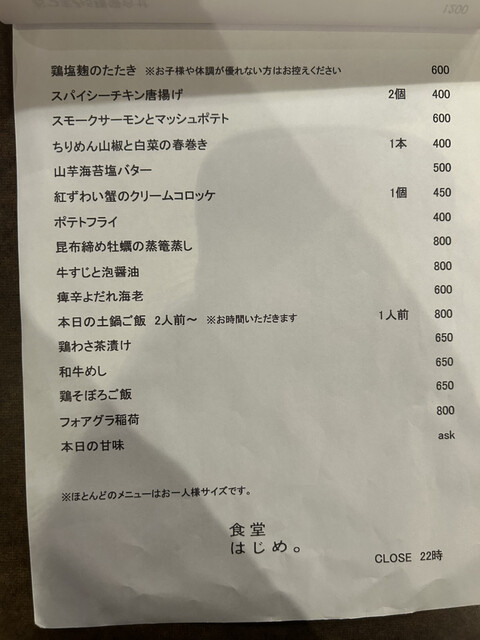 1500
鶏塩麹のたたき ※お子様や体調が優れない方はお控えください 600
スパイシーチキン唐揚げ 2個 400
スモークサーモンとマッシュポテト 600
ちりめん山椒と白菜の春巻き 1本 400
山芋海苔塩バター 500
紅ずわい蟹のクリームコロッケ 1個 450
ポテトフライ 400
昆布締め牡蠣の蒸篭蒸し 800
牛すじと泡醤油 800
痺辛よだれ海老 600
本日の土鍋ご飯 2人前〜 ※お時間いただきます 1人前 800
鶏わさ茶漬け 650
和牛めし 650
鶏そぼろご飯 650
フォアグラ稲荷 800
本日の甘味 ask
※ほとんどのメニューはお一人様サイズです。
食堂
はじめ。
CLOSE 22時